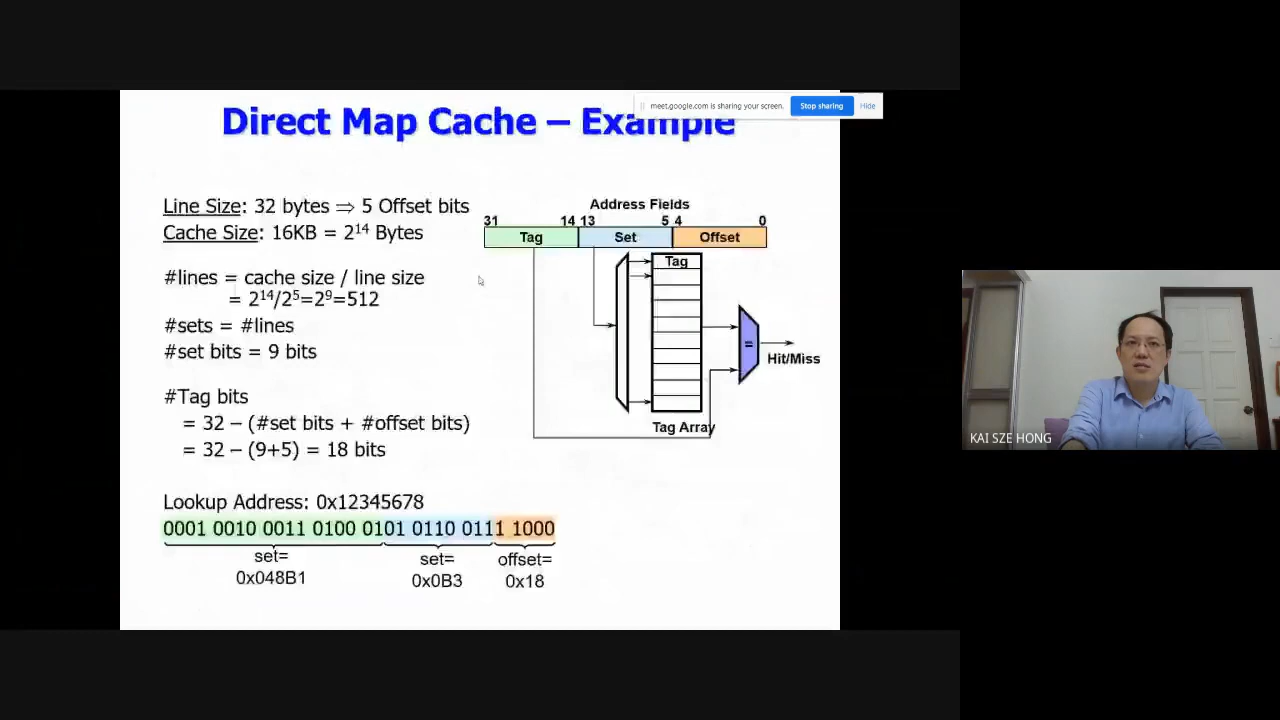 meet.google.com is sharing your screen. Stop sharing Hide
Direct Map Cache – Example
Line Size: 32 bytes ⇒ 5 Offset bits
Cache Size: 16KB = 2¹⁴ Bytes
#lines = cache size / line size
= 2¹⁴/2⁵=2⁹=512
#sets = #lines
#set bits = 9 bits
#Tag bits
= 32 – (#set bits + #offset bits)
= 32 – (9+5) = 18 bits
Lookup Address: 0x12345678
0001 0010 0011 0100 0101 0110 0111 1000
set= set= offset=
0x048B1 0x0B3 0x18
Address Fields
31 14 13 5 4 0
Tag Set Offset
Tag
=
Hit/Miss
Tag Array
KAI SZE HONG